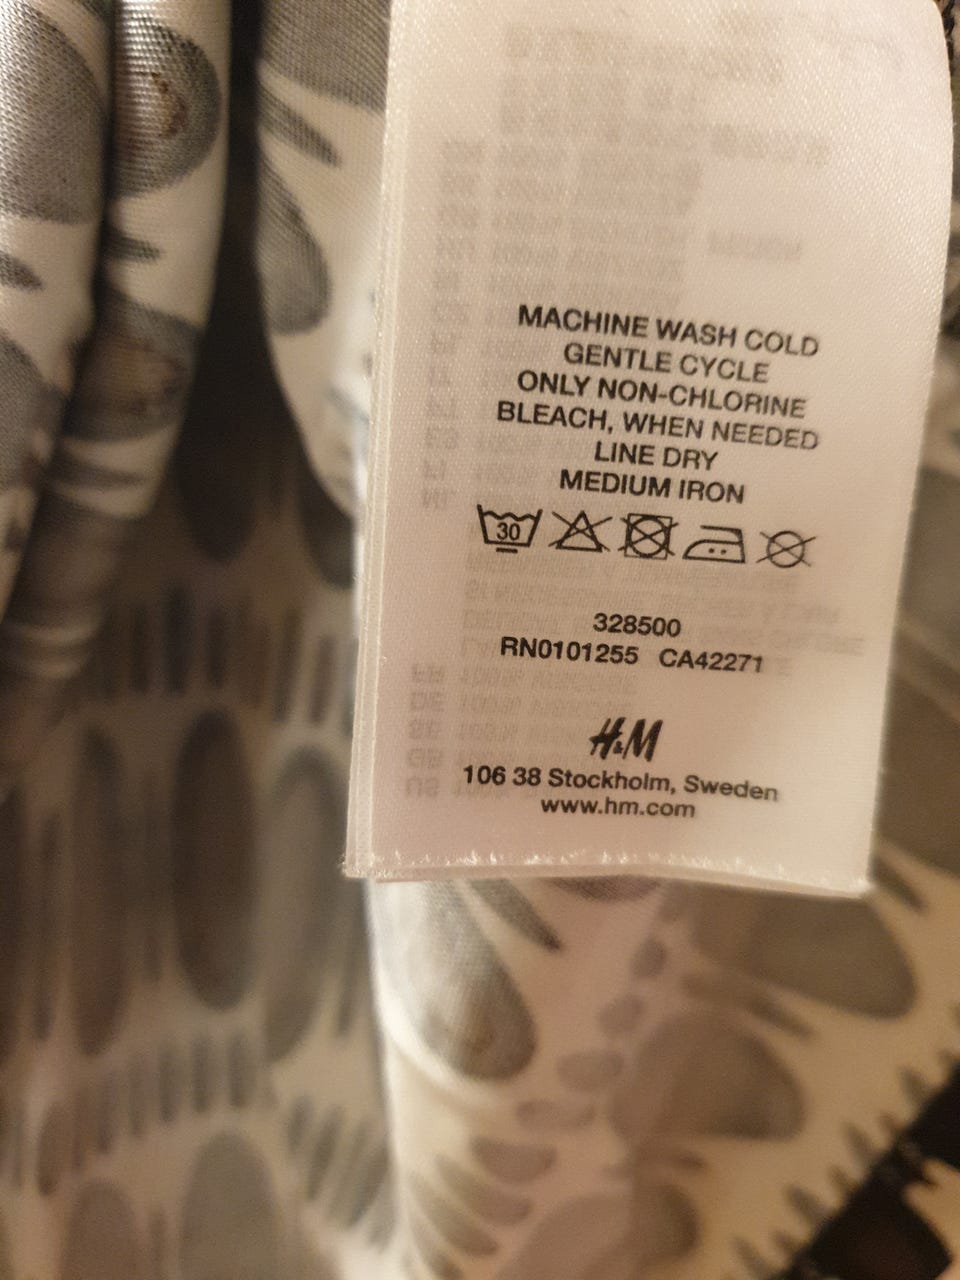 MACHINE WASH COLD
GENTLE CYCLE
ONLY NON-CHLORINE
BLEACH, WHEN NEEDED
LINE DRY
MEDIUM IRON
30
328500
RN0101255 CA42271
H&M
106 38 Stockholm, Sweden
www.hm.com